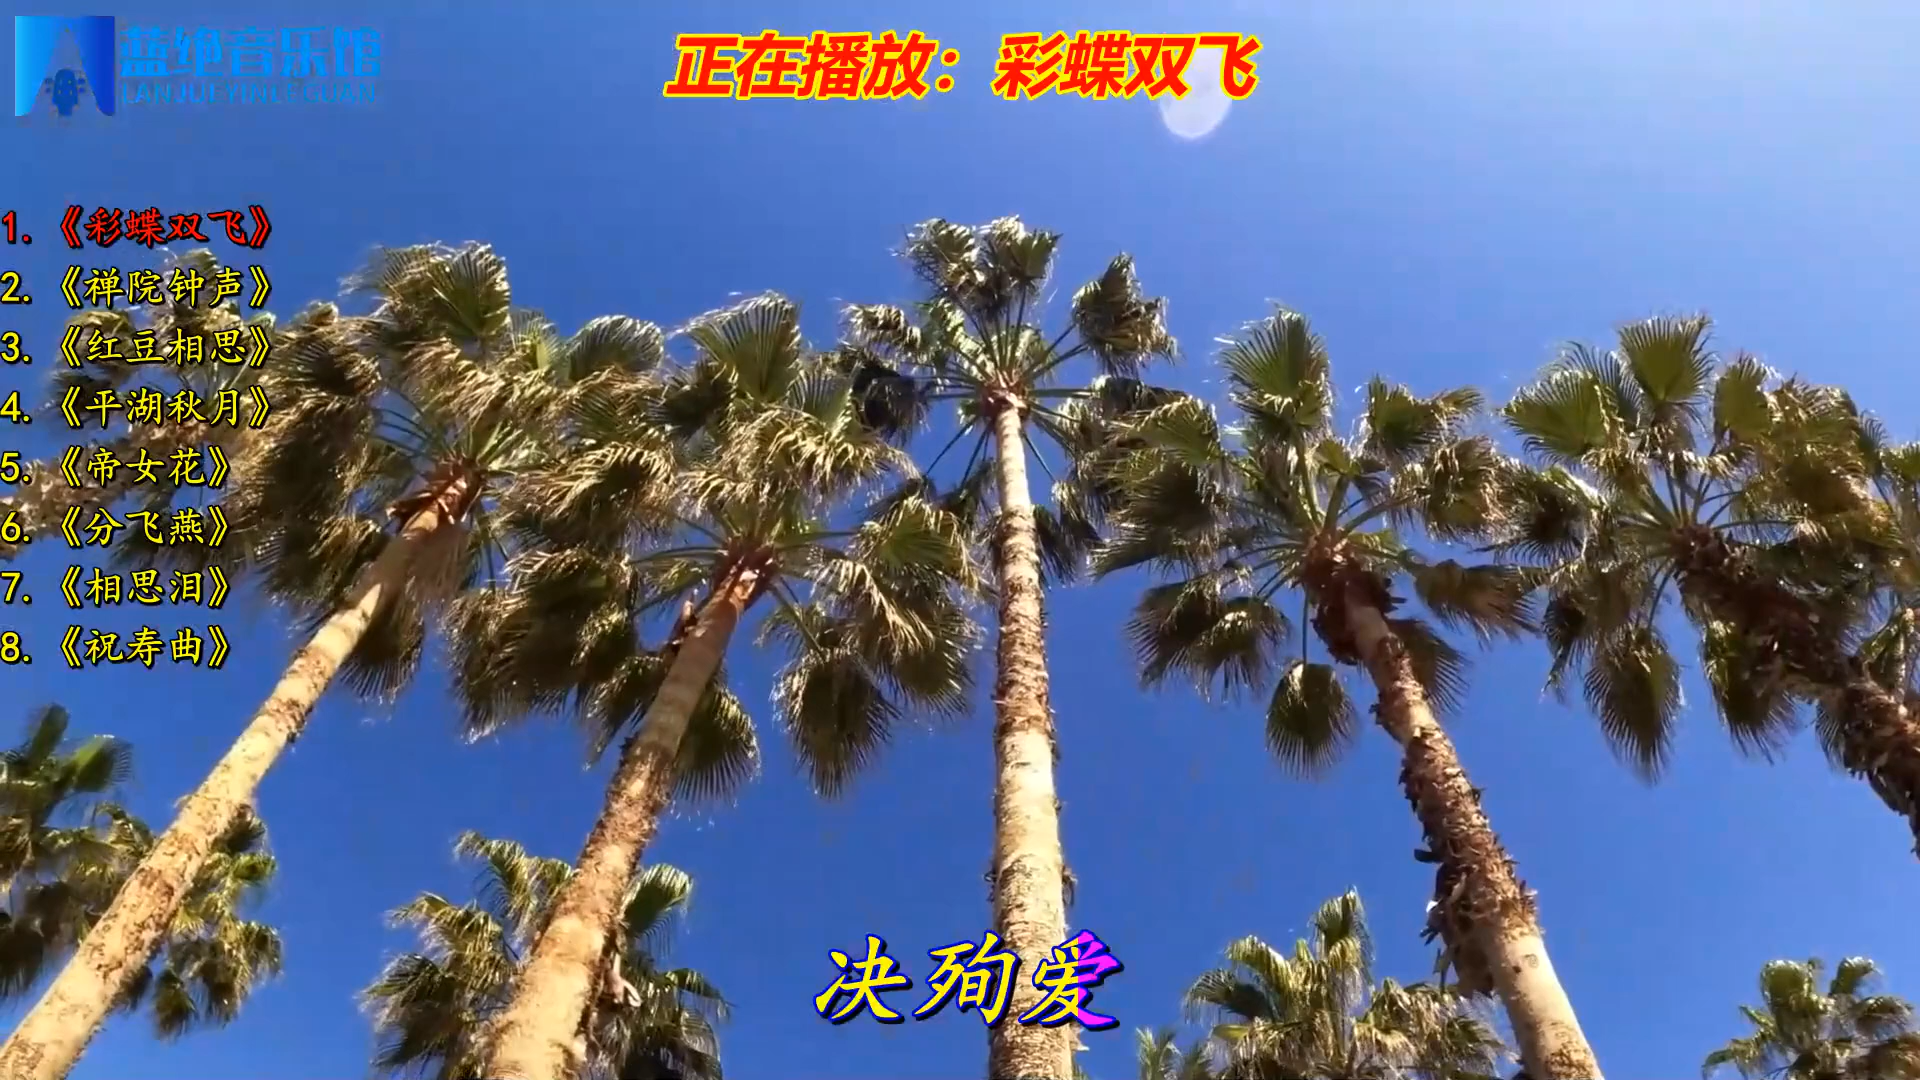 蓝绝音乐馆
LANJUEYINLEGUAN
正在播放：彩蝶双飞
1.《彩蝶双飞》
2.《禅院钟声》
3.《红豆相思》
4.《平湖秋月》
5.《帝女花》
6.《分飞燕》
7.《相思泪》
8.《祝寿曲》
决殉爱